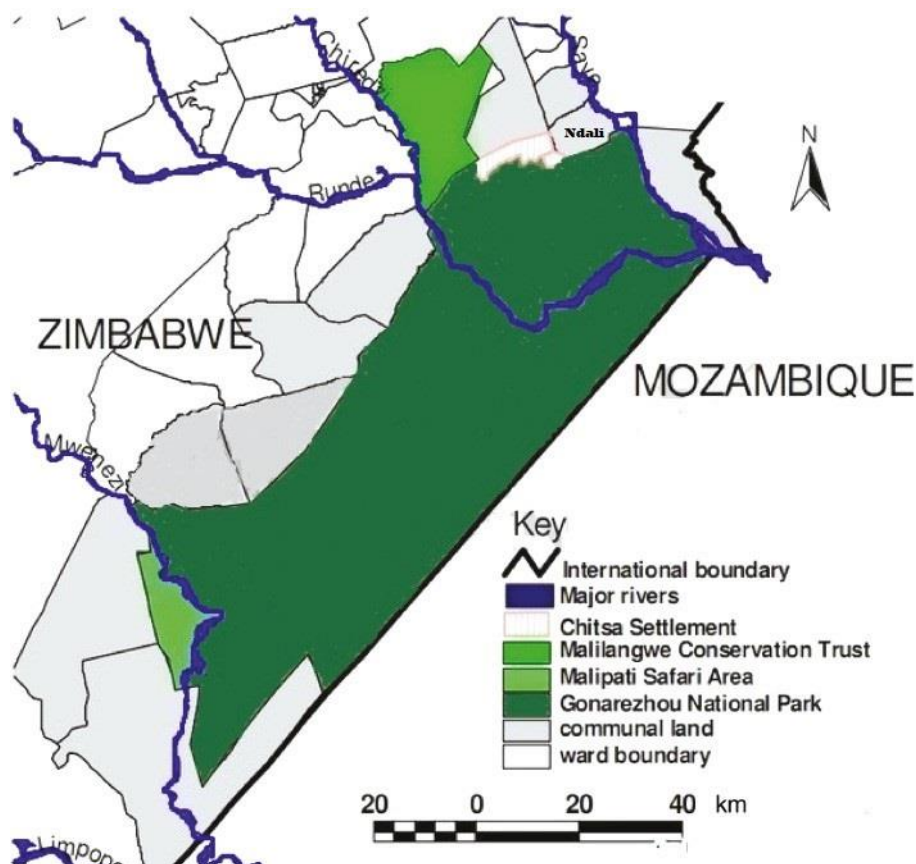 Chiredzi
Save
Ndali
N
Runde
ZIMBABWE
MOZAMBIQUE
Mwenezi
Key
International boundary
Major rivers
Chitsa Settlement
Malilangwe Conservation Trust
Malipati Safari Area
Gonarezhou National Park
communal land
ward boundary
20 0 20 40 km
Limpopo